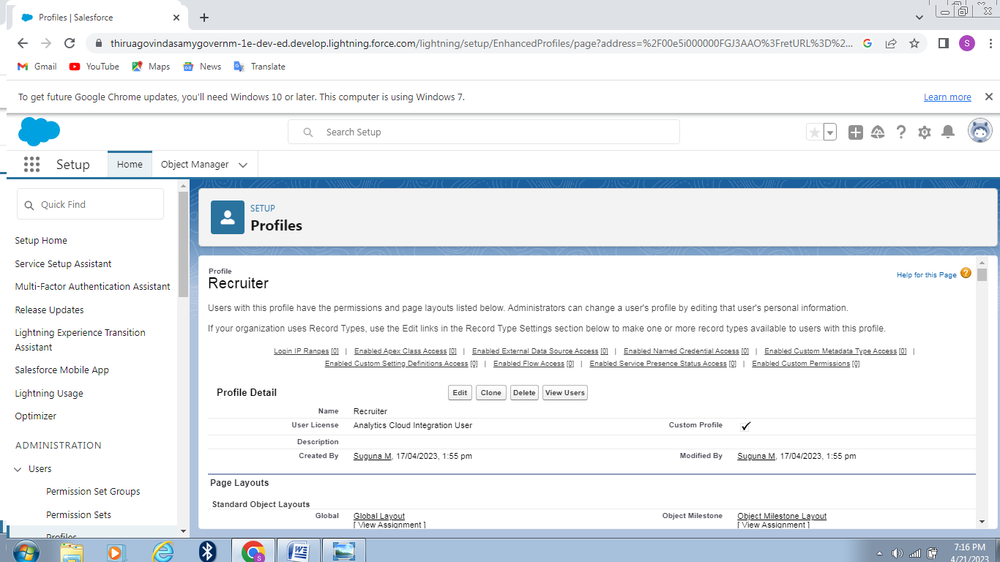 Profiles | Salesforce
thiruagovindasamygovernm-1e-dev-ed.develop.lightning.force.com/lightning/setup/EnhancedProfiles/page?address=%2F00e5i000000FGJ3AAO%3FretURL%3D%2...
S
Gmail YouTube Maps News Translate
To get future Google Chrome updates, you'll need Windows 10 or later. This computer is using Windows 7. Learn more
Search Setup
Setup Home Object Manager
Quick Find
Setup Home
Service Setup Assistant
Multi-Factor Authentication Assistant
Release Updates
Lightning Experience Transition
Assistant
Salesforce Mobile App
Lightning Usage
Optimizer
ADMINISTRATION
Users
Permission Set Groups
Permission Sets
Profiles
SETUP
Profiles
Profile
Recruiter
Help for this Page ?
Users with this profile have the permissions and page layouts listed below. Administrators can change a user's profile by editing that user's personal information.
If your organization uses Record Types, use the Edit links in the Record Type Settings section below to make one or more record types available to users with this profile.
Login IP Ranges [0] | Enabled Apex Class Access [0] | Enabled External Data Source Access [0] | Enabled Named Credential Access [0] | Enabled Custom Metadata Type Access [0] |
Enabled Custom Setting Definitions Access [0] | Enabled Flow Access [0] | Enabled Service Presence Status Access [0] | Enabled Custom Permissions [0]
Profile Detail Edit Clone Delete View Users
Name Recruiter
User License Analytics Cloud Integration User Custom Profile
Description
Created By Suguna M, 17/04/2023, 1:55 pm Modified By Suguna M, 17/04/2023, 1:55 pm
Page Layouts
Standard Object Layouts
Global Global Layout Object Milestone Object Milestone Layout
[ View Assignment ] [ View Assignment ]
S
7:16 PM
4/21/2023